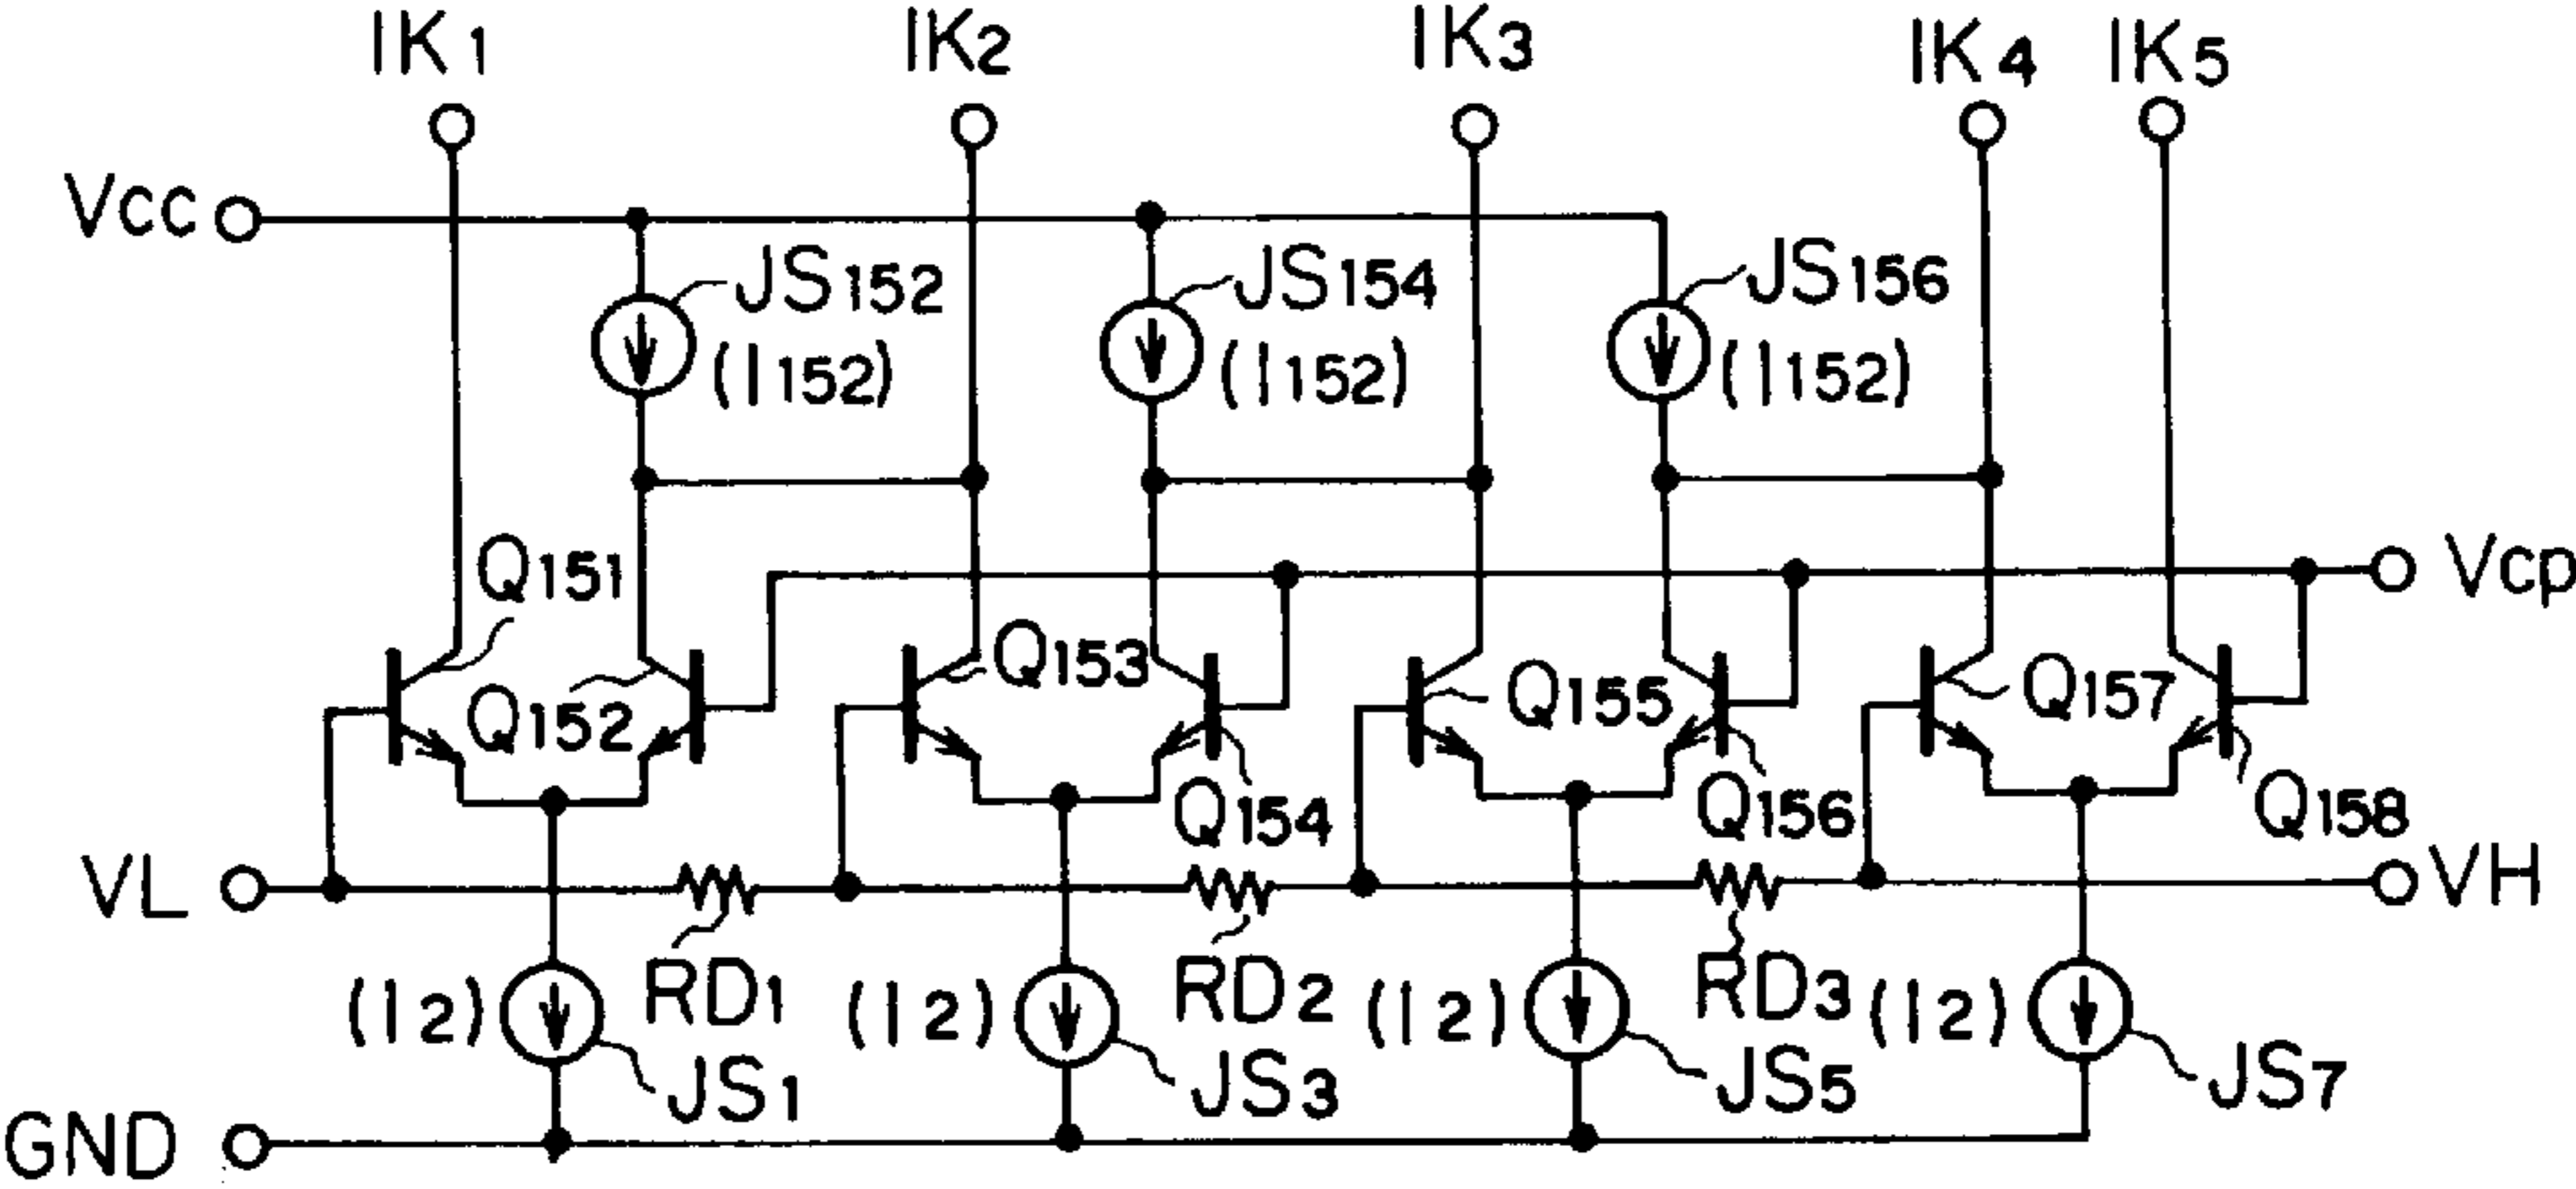 IK1 IK2 IK3 IK4 IK5
Vcc
JS152 JS154 JS156
(I152) (I152) (I152)
Vcp
Q151 Q153 Q155 Q157
Q152 Q154 Q156 Q158
VL VH
RD1 RD2 RD3
(I2) (I2) (I2) (I2)
JS1 JS3 JS5 JS7
GND